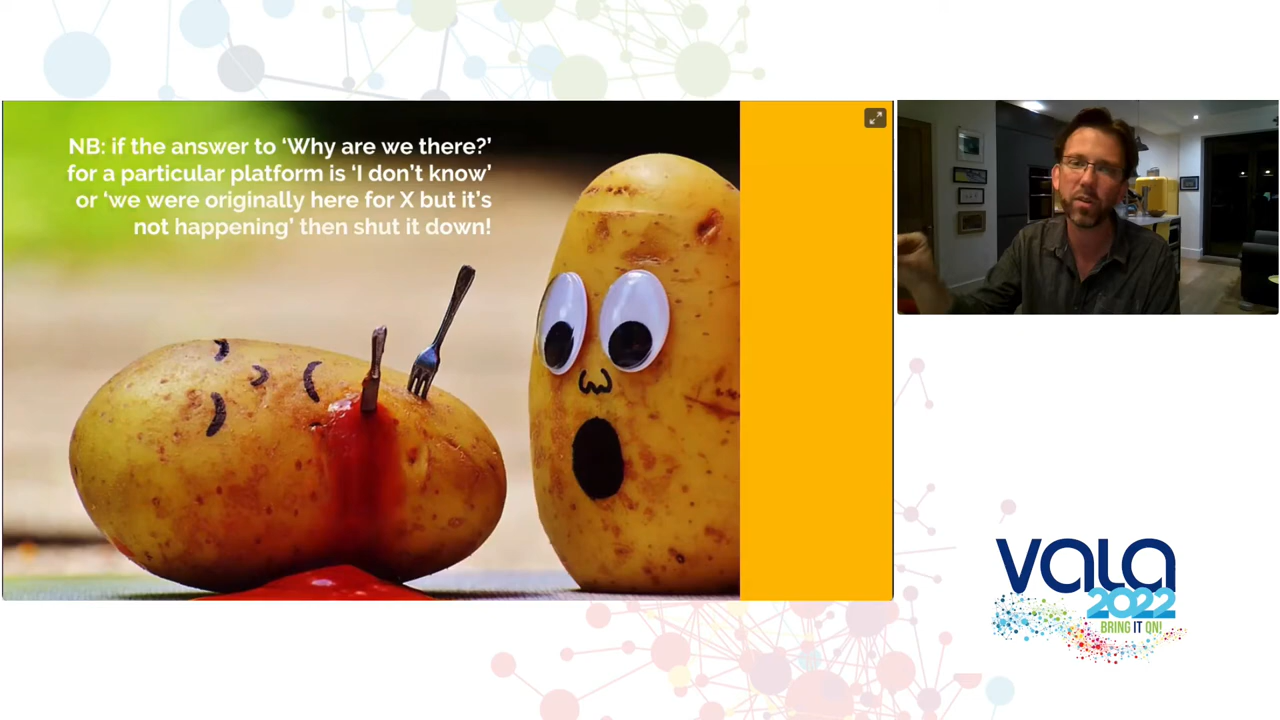 NB: if the answer to ‘Why are we there?’
for a particular platform is ‘I don’t know’
or ‘we were originally here for X but it’s
not happening’ then shut it down!
VALA
2022
BRING IT ON!